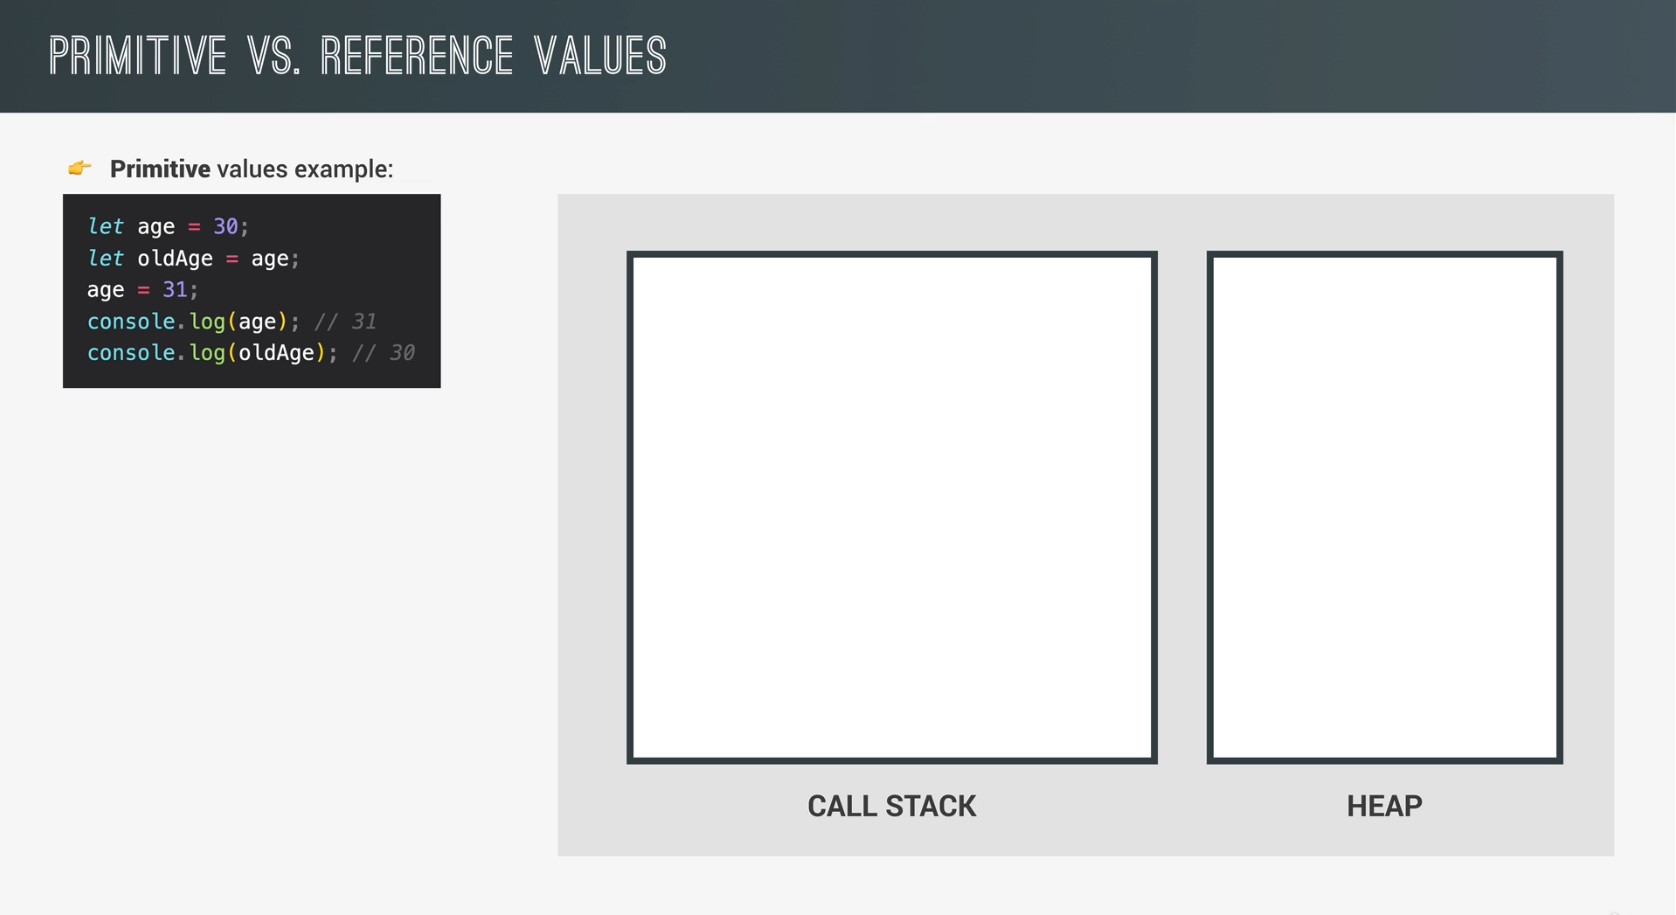 PRIMITIVE VS. REFERENCE VALUES
Primitive values example:
let age = 30;
let oldAge = age;
age = 31;
console.log(age); // 31
console.log(oldAge); // 30
CALL STACK
HEAP